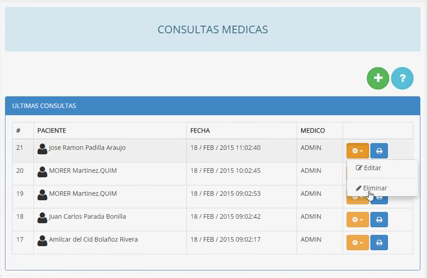 CONSULTAS MEDICAS
?
ULTIMAS CONSULTAS
# PACIENTE FECHA MEDICO
21 Jose Ramon Padilla Araujo 18 / FEB / 2015 11:02:40 ADMIN
Editar
20 MORER Martinez,QUIM 18 / FEB / 2015 10:02:45 ADMIN
Eliminar
19 MORER Martinez,QUIM 18 / FEB / 2015 09:02:53 ADMIN
18 Juan Carlos Parada Bonilla 18 / FEB / 2015 09:02:42 ADMIN
17 Amilcar del Cid Bolañoz Rivera 18 / FEB / 2015 09:02:17 ADMIN